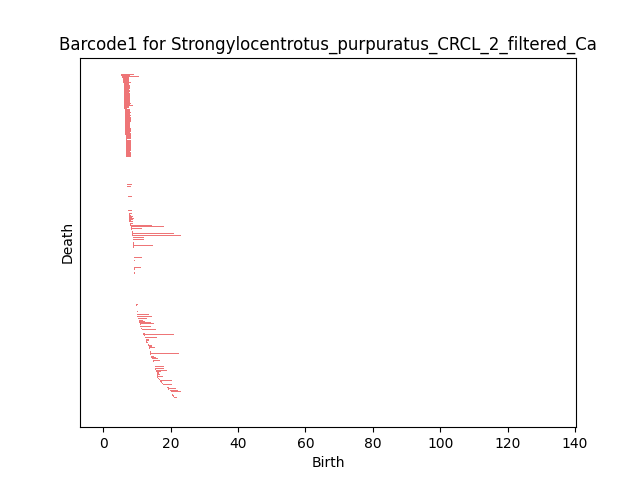 Barcode1 for Strongylocentrotus_purpuratus_CRCL_2_filtered_Ca
Death
0 20 40 60 80 100 120 140
Birth